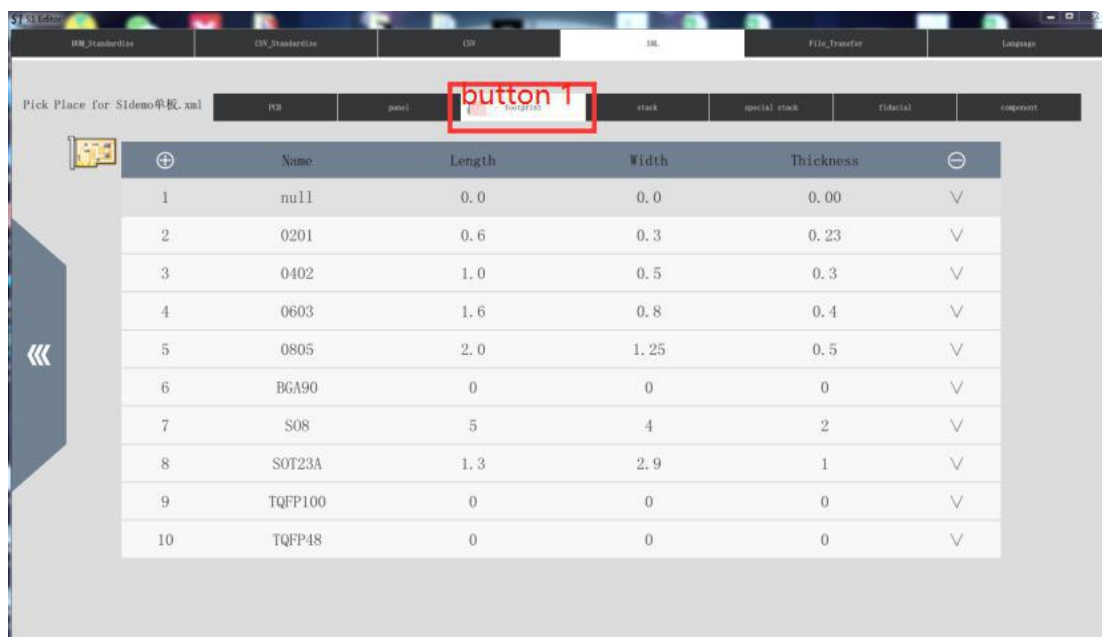 S1 Editor
BOM_Standardize CSV_Standardize CSV XML File_Transfer Language
button 1
Pick Place for S1demo单板.xml PCB panel footprint stack special stack fiducial component
Name Length Width Thickness
1 null 0.0 0.0 0.00
2 0201 0.6 0.3 0.23
3 0402 1.0 0.5 0.3
4 0603 1.6 0.8 0.4
5 0805 2.0 1.25 0.5
6 BGA90 0 0 0
7 SO8 5 4 2
8 SOT23A 1.3 2.9 1
9 TQFP100 0 0 0
10 TQFP48 0 0 0